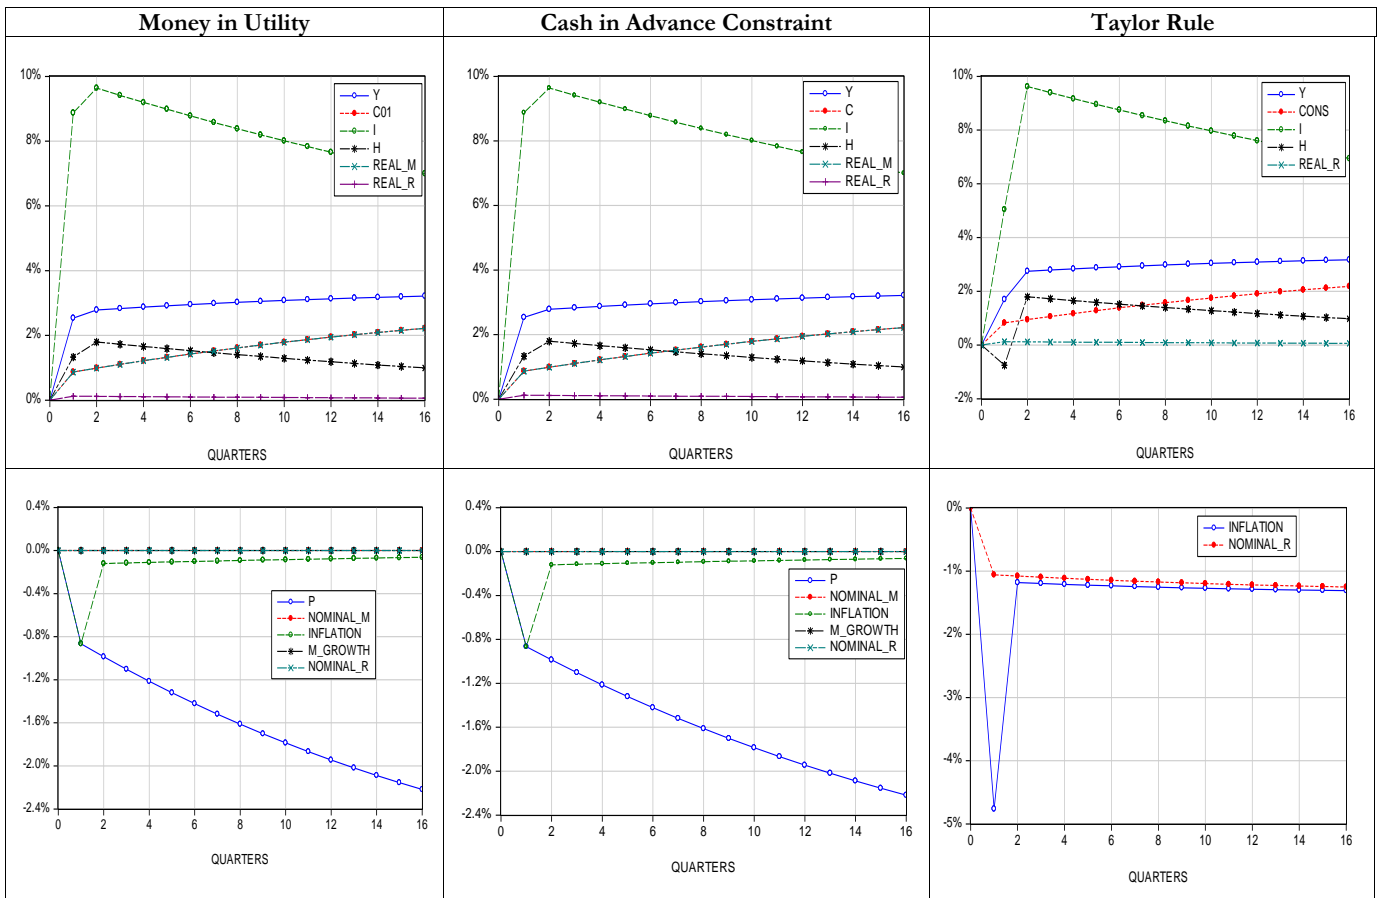 Money in Utility
Cash in Advance Constraint
Taylor Rule
10%
8%
6%
4%
2%
0%
0 2 4 6 8 10 12 14 16
QUARTERS
Y
C01
I
H
REAL_M
REAL_R
10%
8%
6%
4%
2%
0%
0 2 4 6 8 10 12 14 16
QUARTERS
Y
C
I
H
REAL_M
REAL_R
10%
8%
6%
4%
2%
0%
-2%
0 2 4 6 8 10 12 14 16
QUARTERS
Y
CONS
I
H
REAL_R
0.4%
0.0%
-0.4%
-0.8%
-1.2%
-1.6%
-2.0%
-2.4%
0 2 4 6 8 10 12 14 16
QUARTERS
P
NOMINAL_M
INFLATION
M_GROWTH
NOMINAL_R
0.4%
0.0%
-0.4%
-0.8%
-1.2%
-1.6%
-2.0%
-2.4%
0 2 4 6 8 10 12 14 16
QUARTERS
P
NOMINAL_M
INFLATION
M_GROWTH
NOMINAL_R
0%
-1%
-2%
-3%
-4%
-5%
0 2 4 6 8 10 12 14 16
QUARTERS
INFLATION
NOMINAL_R